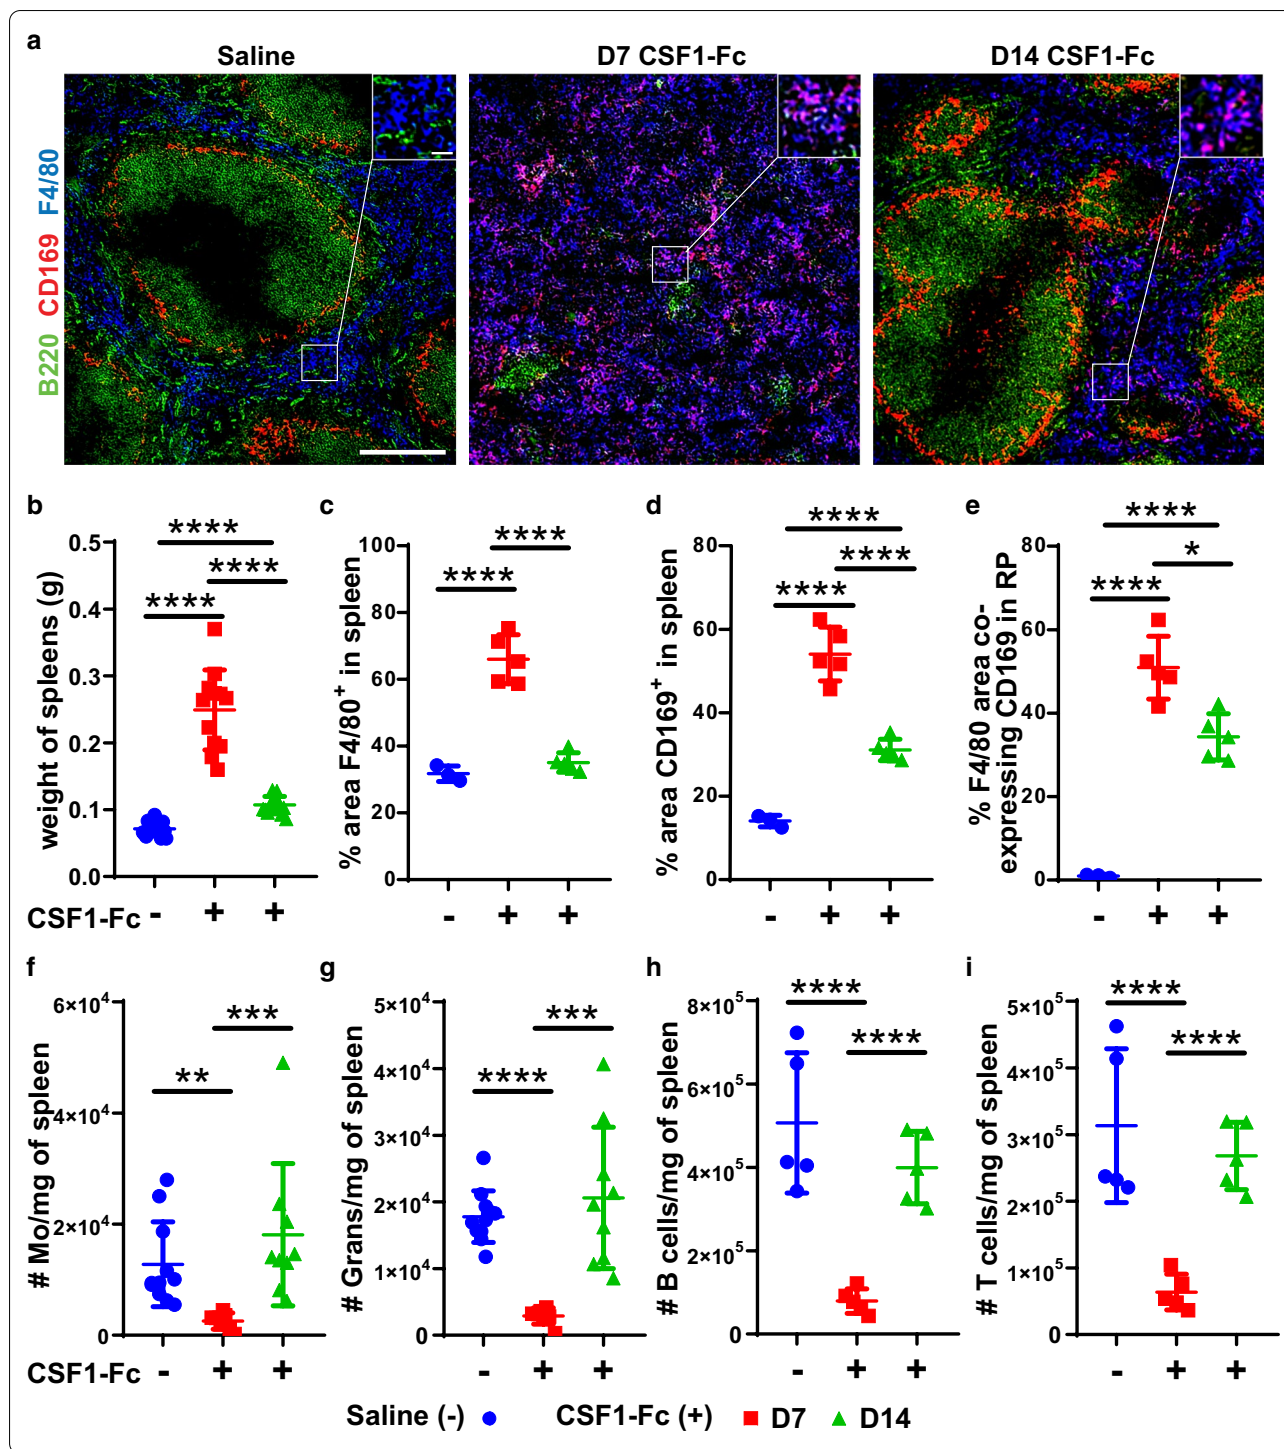 a
Saline
D7 CSF1-Fc
D14 CSF1-Fc
B220 CD169 F4/80
b
c
d
e
weight of spleens (g)
0.5
0.4
0.3
0.2
0.1
0.0
****
****
****
% area F4/80⁺ in spleen
100
80
60
40
20
0
****
****
% area CD169⁺ in spleen
80
60
40
20
0
****
****
****
% F4/80 area co-
expressing CD169 in RP
80
60
40
20
0
****
*
****
CSF1-Fc - + + - + + - + + - + +
f
g
h
i
# Mo/mg of spleen
6×10⁴
4×10⁴
2×10⁴
0
***
**
# Grans/mg of spleen
5×10⁴
4×10⁴
3×10⁴
2×10⁴
1×10⁴
0
***
****
# B cells/mg of spleen
8×10⁵
6×10⁵
4×10⁵
2×10⁵
0
****
****
# T cells/mg of spleen
5×10⁵
4×10⁵
3×10⁵
2×10⁵
1×10⁵
0
****
****
CSF1-Fc - + + - + + - + + - + +
Saline (-) CSF1-Fc (+) D7 D14